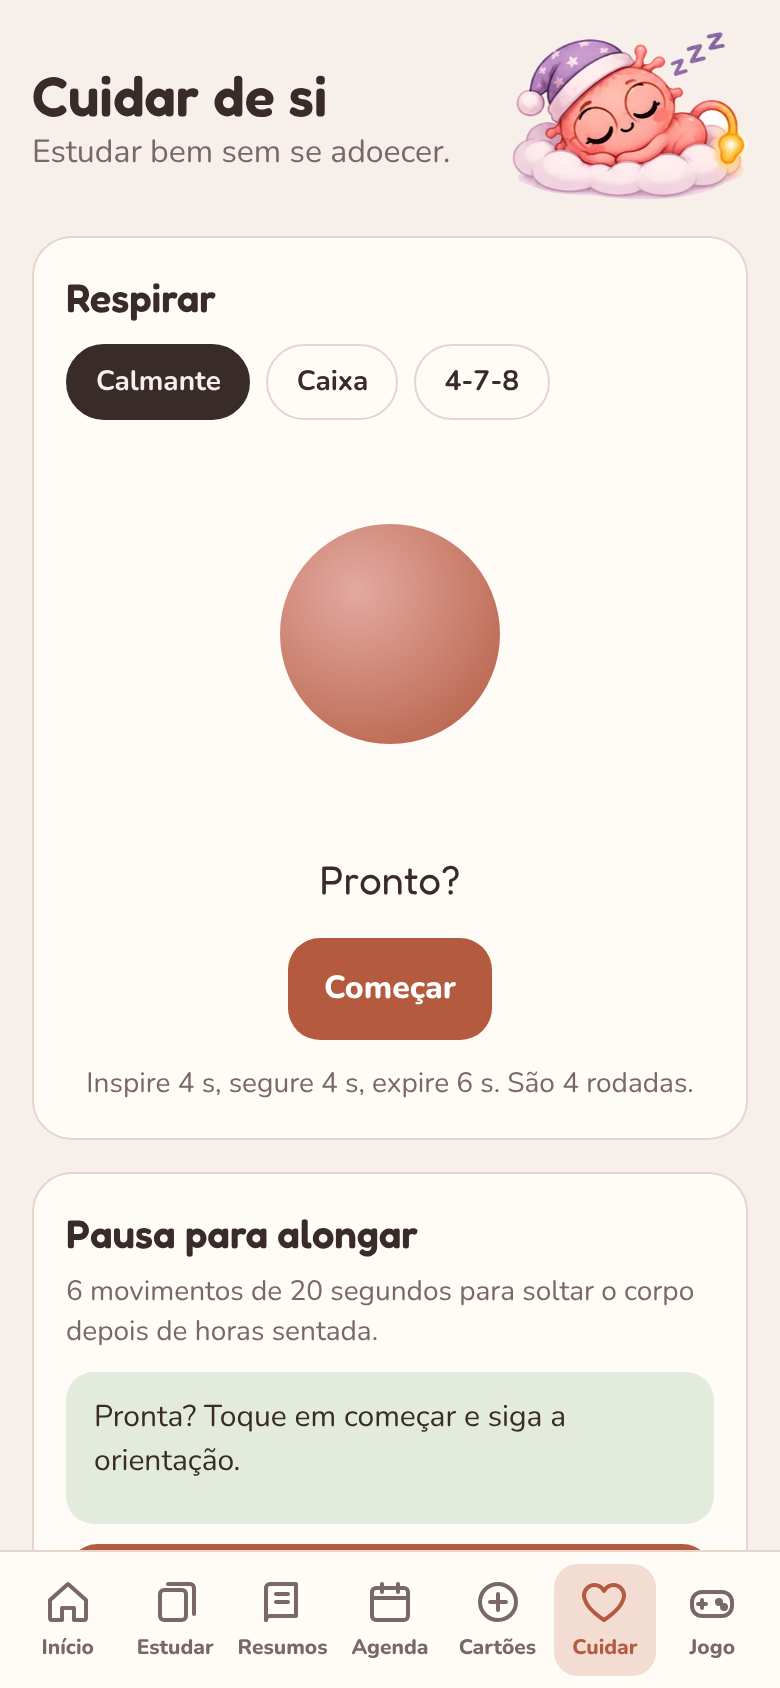 Cuidar de si
Estudar bem sem se adoecer.
z z z
Respirar
Calmante
Caixa
4-7-8
Pronto?
Começar
Inspire 4 s, segure 4 s, expire 6 s. São 4 rodadas.
Pausa para alongar
6 movimentos de 20 segundos para soltar o corpo
depois de horas sentada.
Pronta? Toque em começar e siga a
orientação.
Início
Estudar
Resumos
Agenda
Cartões
Cuidar
Jogo